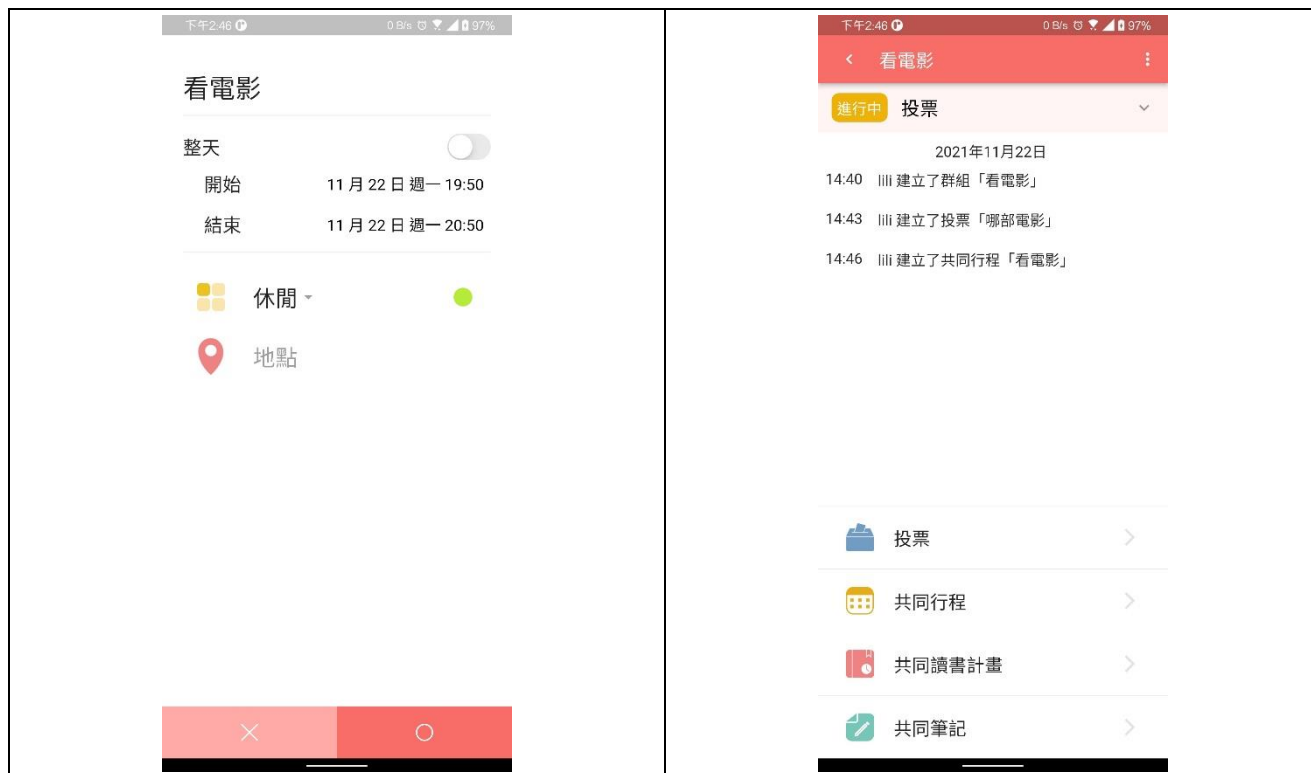 下午2:46
0 B/s 97%
看電影
整天
開始 11 月 22 日 週一 19:50
結束 11 月 22 日 週一 20:50
休閒
地點
下午2:46
0 B/s 97%
看電影
進行中 投票
2021年11月22日
14:40 lili 建立了群組「看電影」
14:43 lili 建立了投票「哪部電影」
14:46 lili 建立了共同行程「看電影」
投票
共同行程
共同讀書計畫
共同筆記